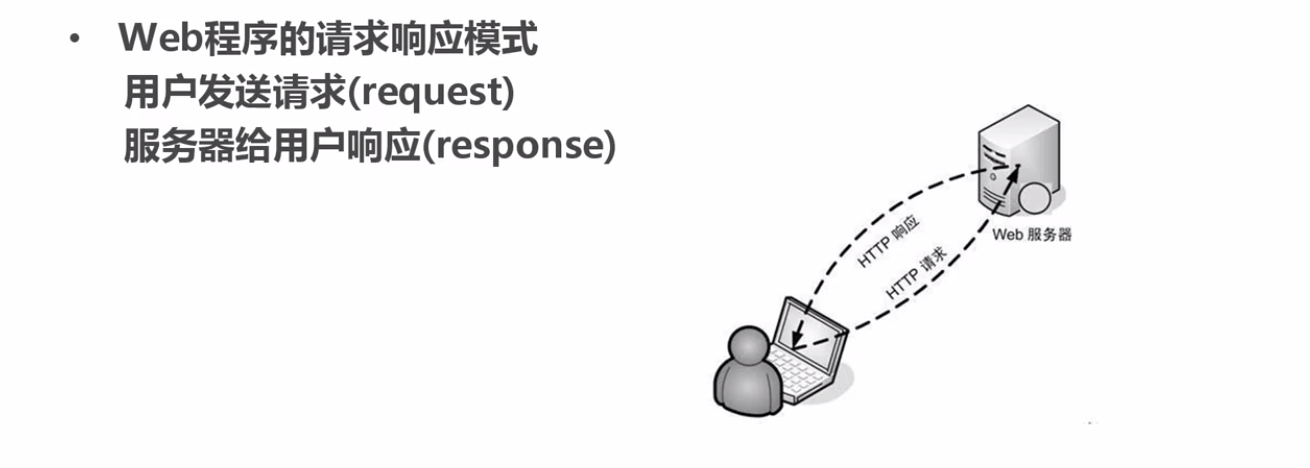 • Web程序的请求响应模式
用户发送请求(request)
服务器给用户响应(response)
Web 服务器
HTTP 响应
HTTP 请求